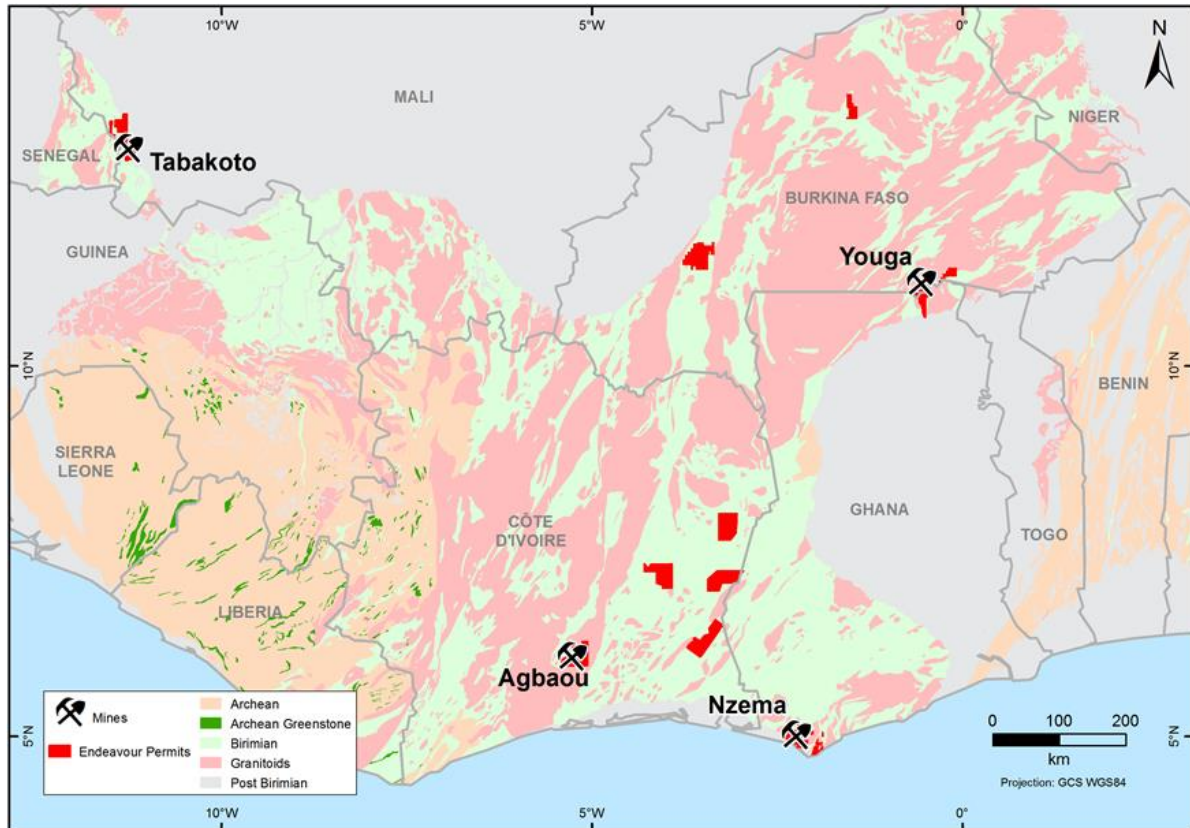 10°W
5°W
0°
N
MALI
NIGER
SENEGAL
Tabakoto
BURKINA FASO
GUINEA
Youga
10°N
10°N
BENIN
SIERRA
LEONE
CÔTE
D'IVOIRE
GHANA
TOGO
LIBERIA
Agbaou
Nzema
5°N
5°N
Mines
Endeavour Permits
Archean
Archean Greenstone
Birimian
Granitoids
Post Birimian
0 100 200
km
Projection: GCS WGS84
10°W
5°W
0°